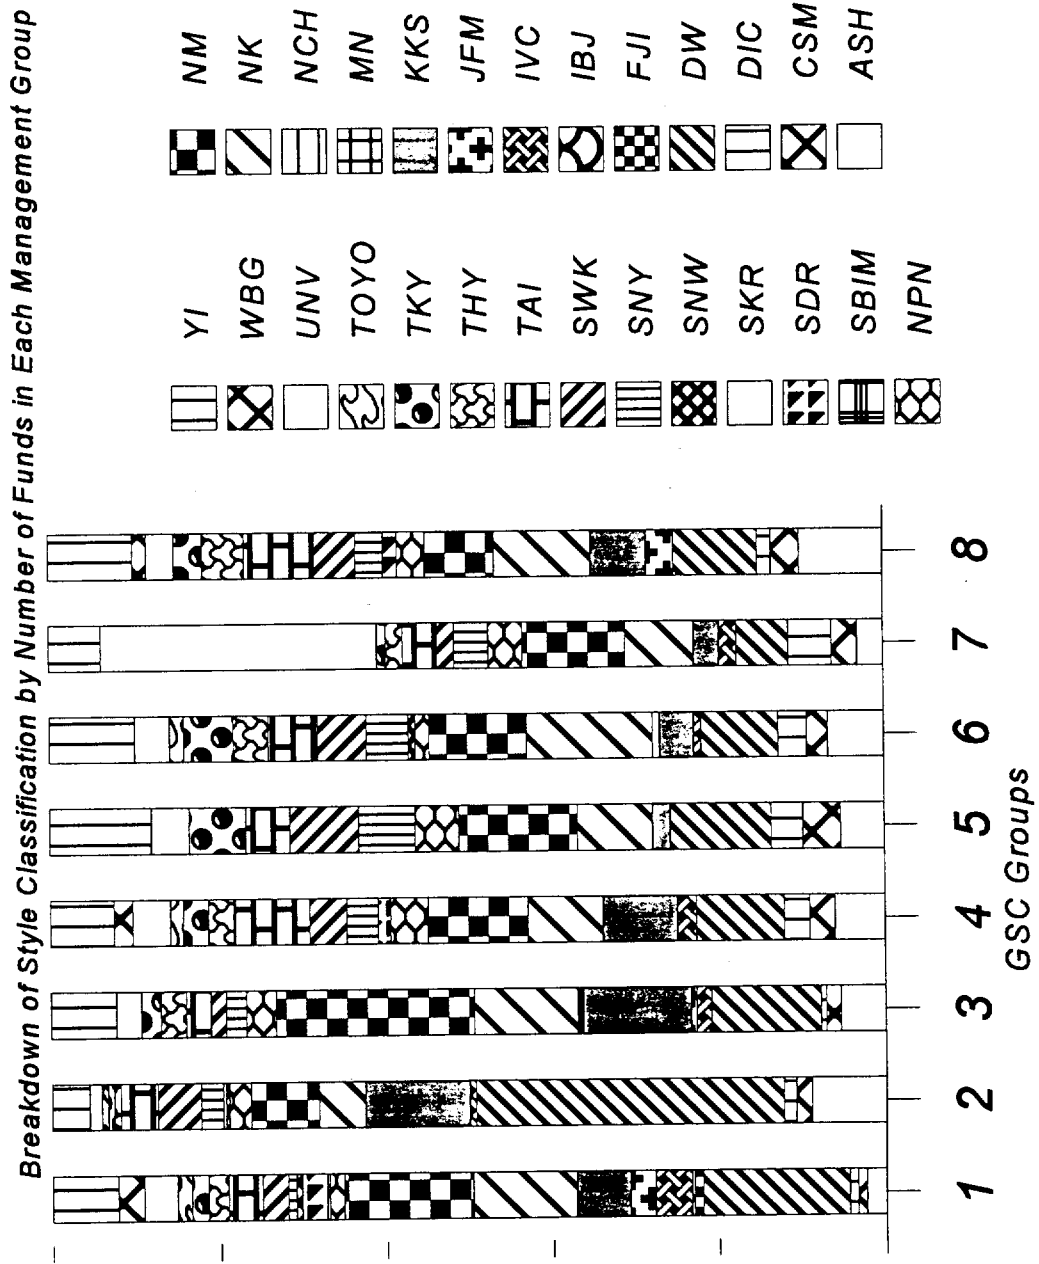 Breakdown of Style Classification by Number of Funds in Each Management Group
YI
WBG
UNV
TOYO
TKY
THY
TAI
SWK
SNY
SNW
SKR
SDR
SBIM
NPN
NM
NK
NCH
MN
KKS
JFM
IVC
IBJ
FJI
DW
DIC
CSM
ASH
1 2 3 4 5 6 7 8
GSC Groups